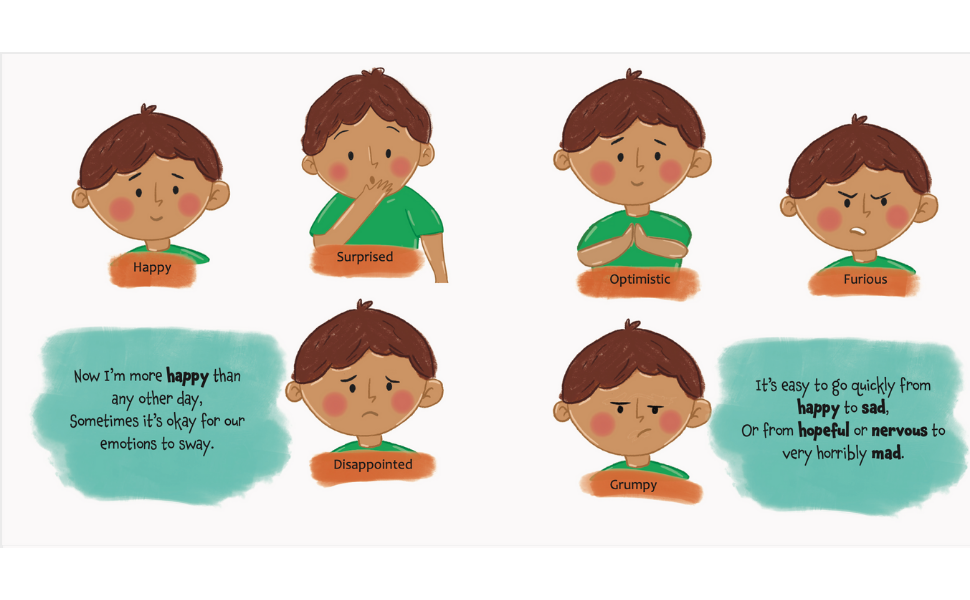 Happy
Surprised
Now I'm more happy than
any other day,
Sometimes it's okay for our
emotions to sway.
Disappointed
Optimistic
Furious
Grumpy
It's easy to go quickly from
happy to sad,
Or from hopeful or nervous to
very horribly mad.